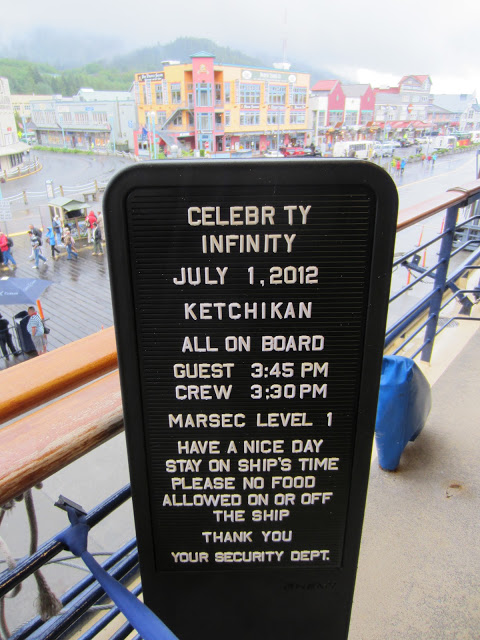 CELEBR TY
INFINITY
JULY 1,2012
KETCHIKAN
ALL ON BOARD
GUEST 3:45 PM
CREW 3:30 PM
MARSEC LEVEL 1
HAVE A NICE DAY
STAY ON SHIP'S TIME
PLEASE NO FOOD
ALLOWED ON OR OFF
THE SHIP
THANK YOU
YOUR SECURITY DEPT.